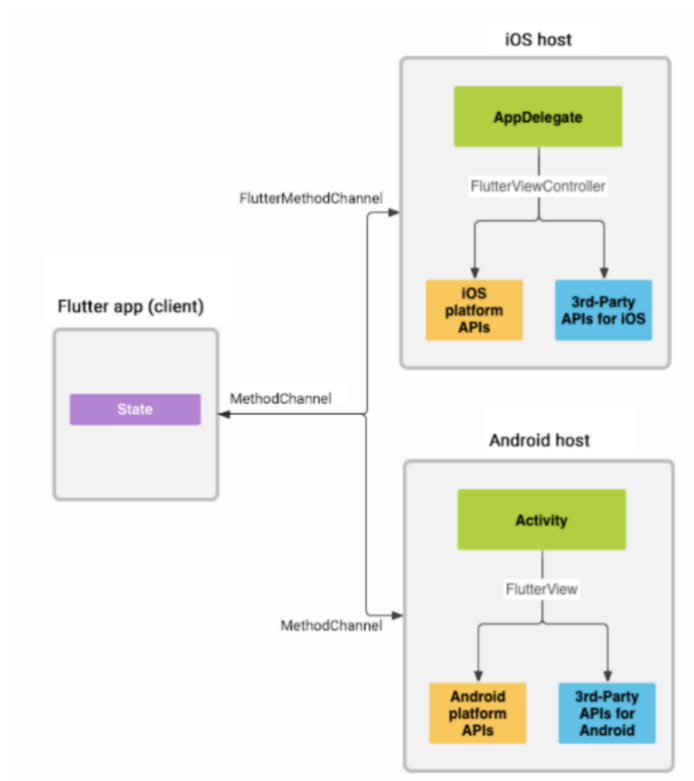 iOS host
AppDelegate
FlutterViewController
FlutterMethodChannel
iOS
platform
APIs
3rd-Party
APIs for iOS
Flutter app (client)
State
MethodChannel
Android host
Activity
FlutterView
MethodChannel
Android
platform
APIs
3rd-Party
APIs for
Android